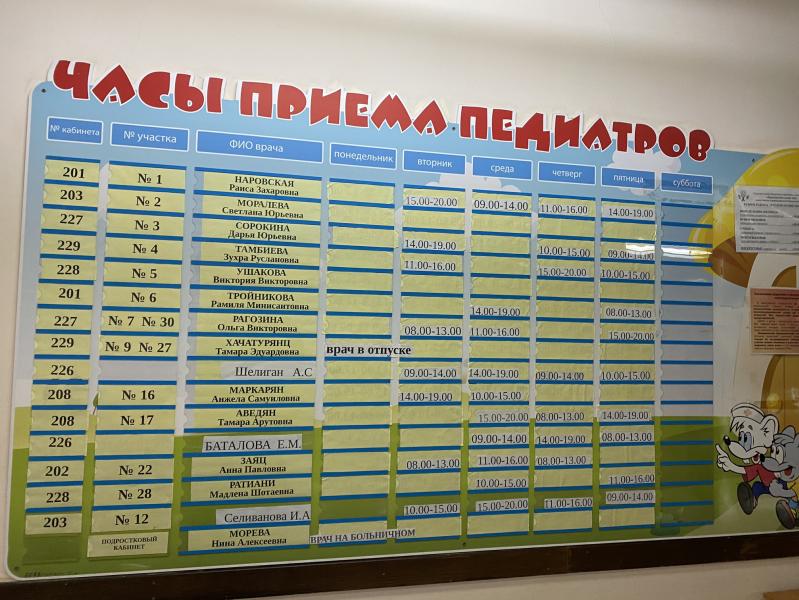 ЧАСЫ ПРИЕМА ПЕДИАТРОВ
№ кабинета № участка ФИО врача понедельник вторник среда четверг пятница суббота
201 № 1 НАРОВСКАЯ
Раиса Захаровна
203 № 2 МОРАЛЕВА 15.00-20.00 09.00-14.00 11.00-16.00 14.00-19.00
Светлана Юрьевна
227 № 3 СОРОКИНА
Дарья Юрьевна
229 № 4 ТАМБИЕВА 14.00-19.00 10.00-15.00 09.00-14.00
Зухра Руслановна
228 № 5 УШАКОВА 11.00-16.00 15.00-20.00 10.00-15.00
Виктория Викторовна
201 № 6 ТРОЙНИКОВА
Рамиля Минисаитовна
227 № 7 № 30 РАГОЗИНА 14.00-19.00 08.00-13.00
Ольга Викторовна
229 № 9 № 27 ХАЧАТУРЯНЦ 08.00-13.00 11.00-16.00 15.00-20.00
Тамара Эдуардовна врач в отпуске
226 Шелиган А.С 09.00-14.00 14.00-19.00 09.00-14.00 10.00-15.00
208 № 16 МАРКАРЯН 14.00-19.00 10.00-15.00
Анжела Самуиловна
208 № 17 АВЕДЯН 15.00-20.00 08.00-13.00 14.00-19.00
Тамара Арутовна
226 БАТАЛОВА Е.М. 09.00-14.00 14.00-19.00 08.00-13.00
202 № 22 ЗАЯЦ 08.00-13.00 11.00-16.00 08.00-13.00
Анна Павловна
228 № 28 РАТИАНИ 10.00-15.00 11.00-16.00
Мадлена Шотаевна 09.00-14.00
203 № 12 Селиванова И.А 10.00-15.00 15.00-20.00 11.00-16.00
ПОДРОСТКОВЫЙ
КАБИНЕТ
МОРЕВА ВРАЧ НА БОЛЬНИЧНОМ
Нина Алексеевна